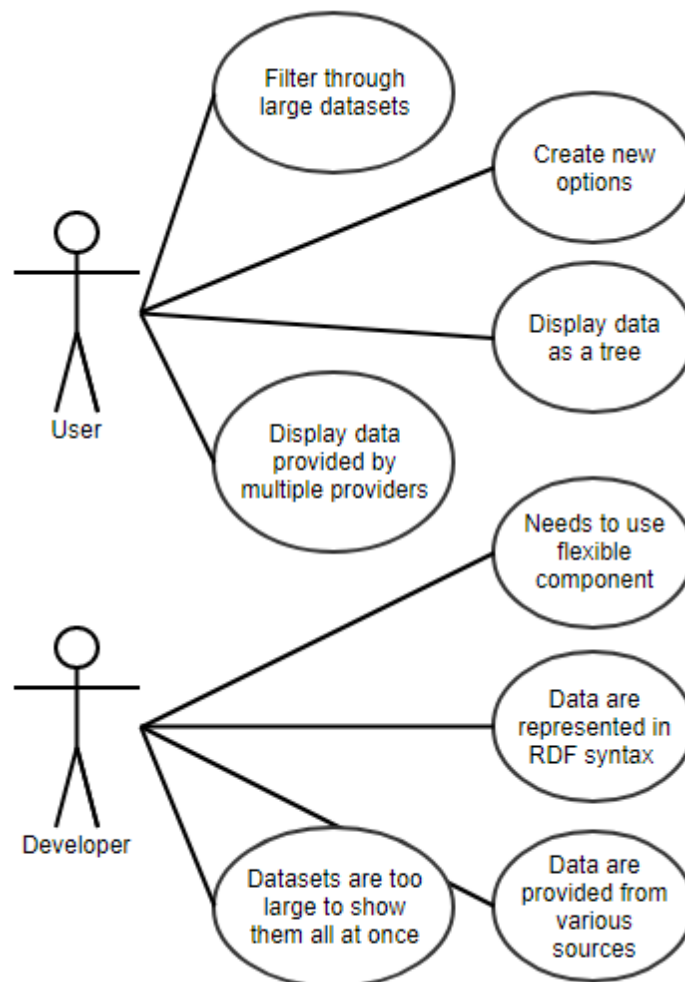 Filter through
large datasets
Create new
options
Display data
as a tree
User
Display data
provided by
multiple providers
Needs to use
flexible
component
Data are
represented in
RDF syntax
Developer
Datasets are too
large to show
them all at once
Data are
provided from
various
sources